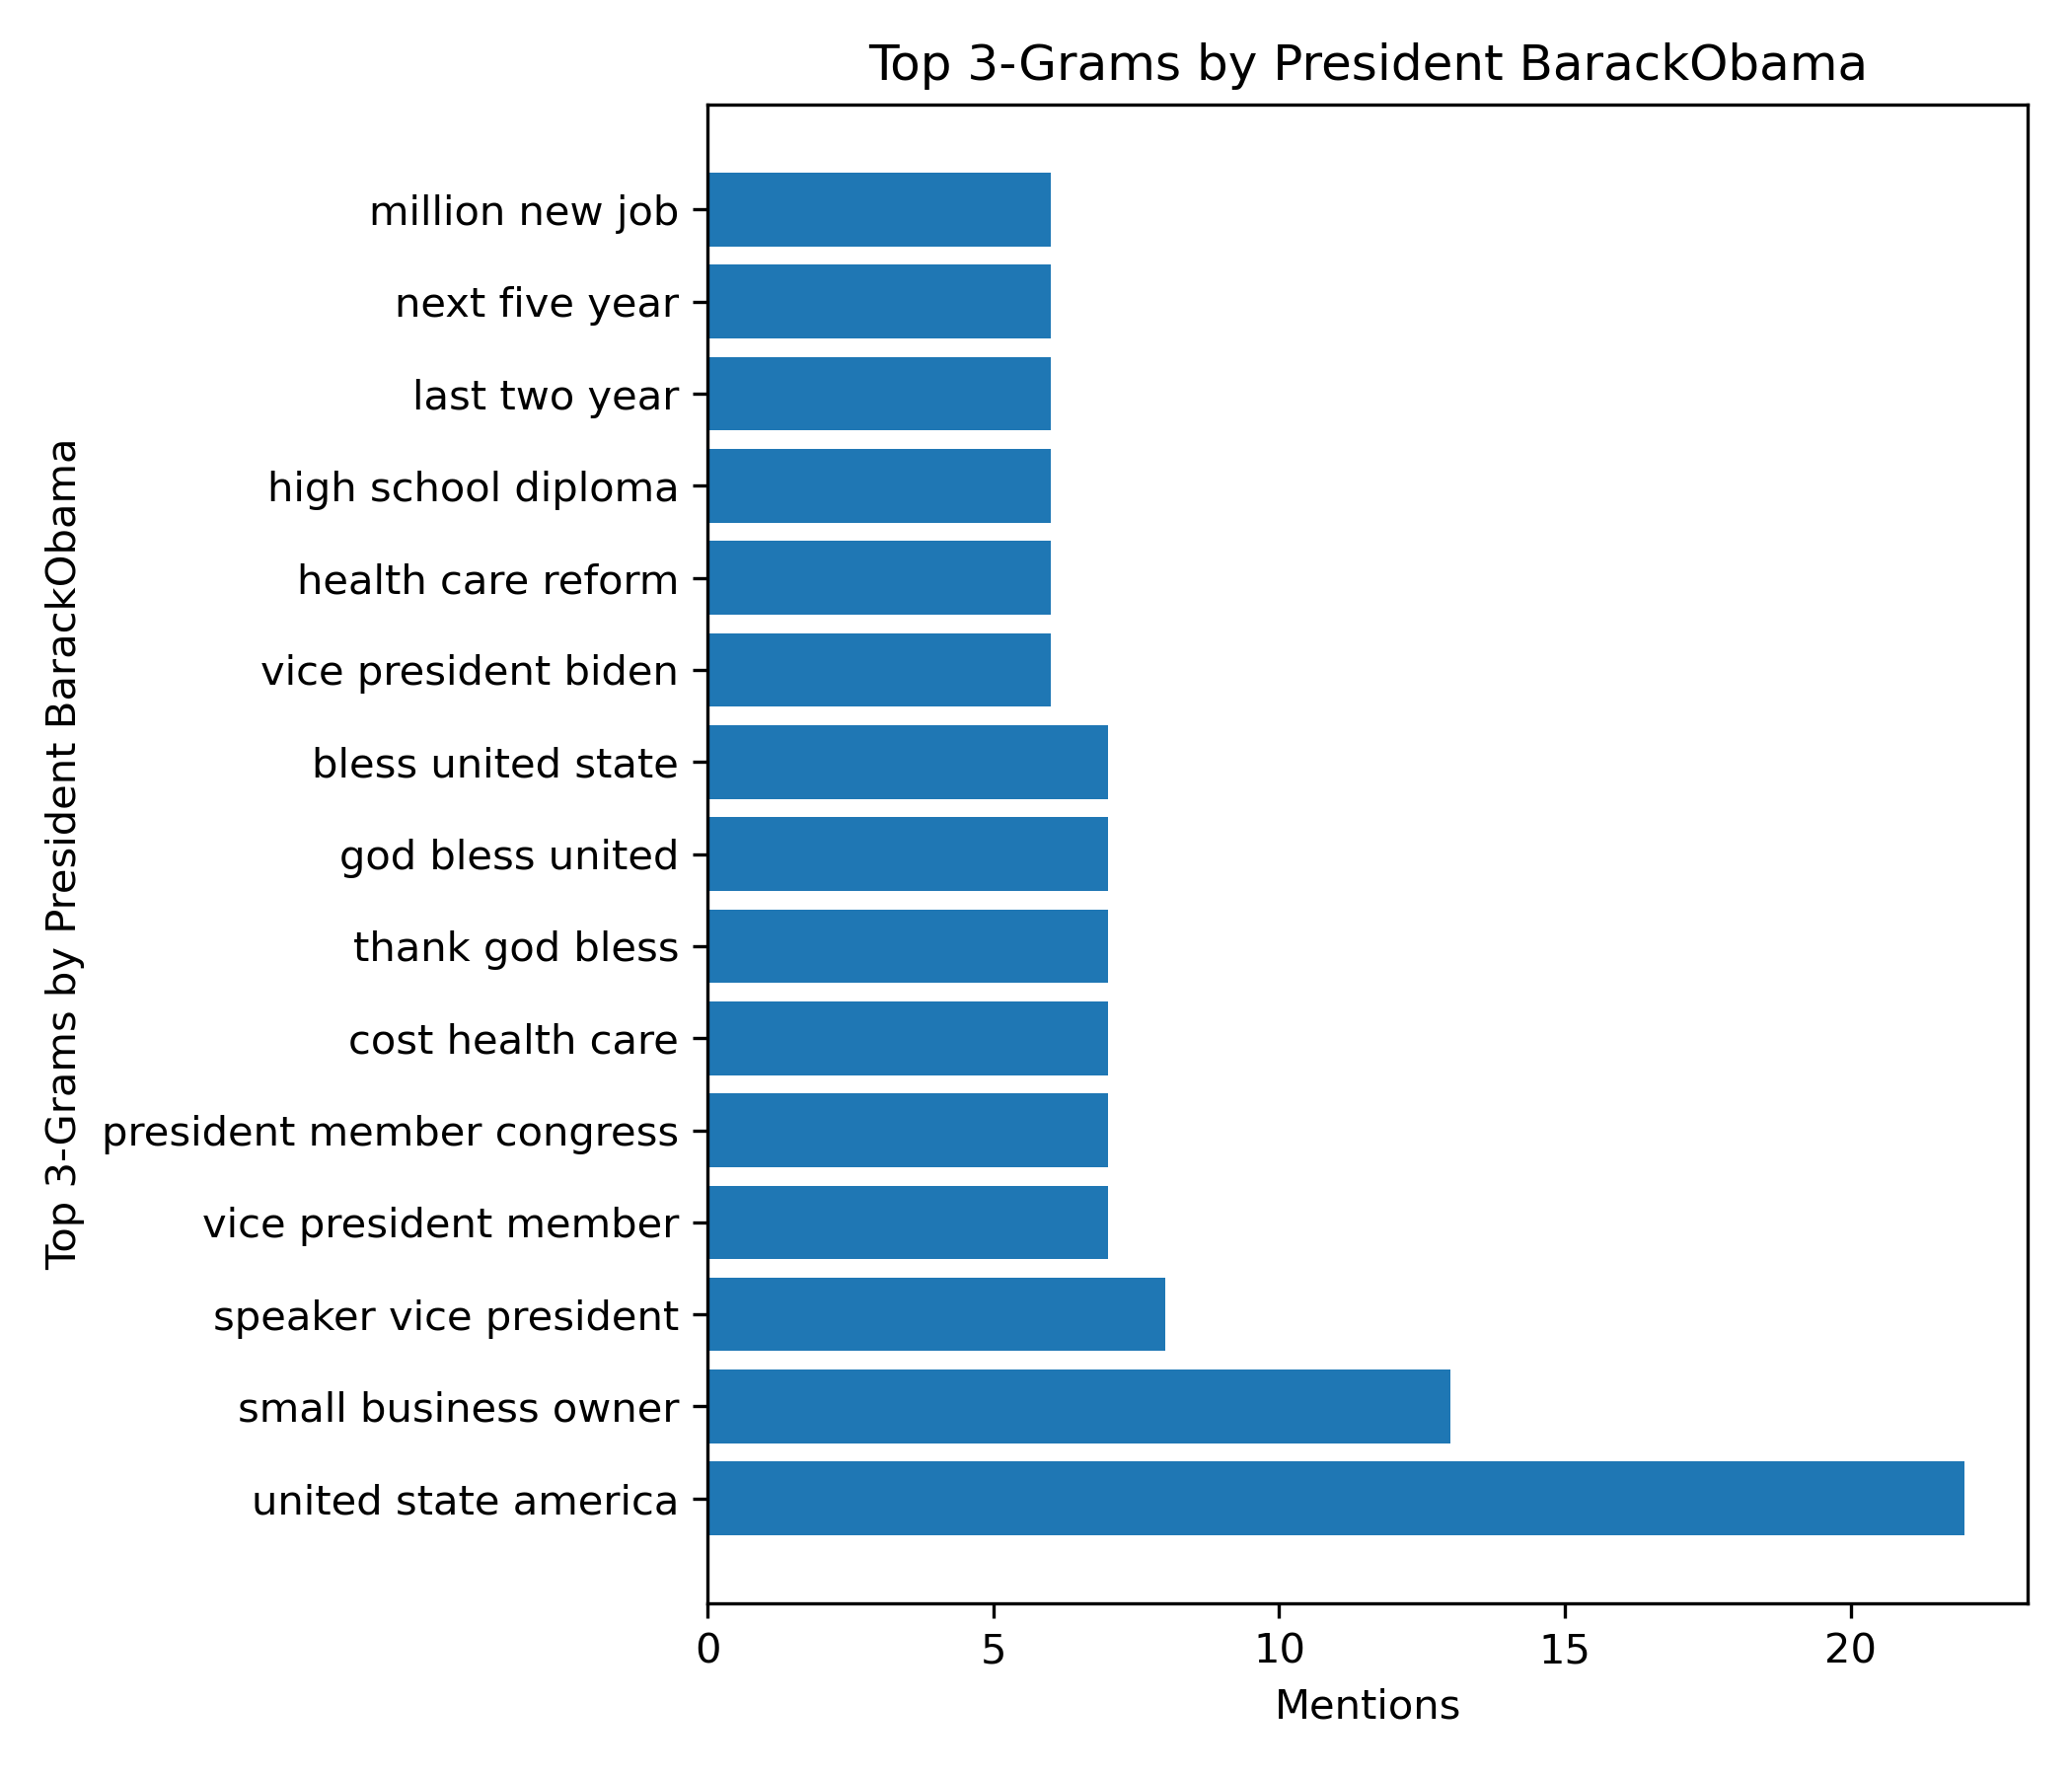 Top 3-Grams by President BarackObama
Top 3-Grams by President BarackObama
million new job
next five year
last two year
high school diploma
health care reform
vice president biden
bless united state
god bless united
thank god bless
cost health care
president member congress
vice president member
speaker vice president
small business owner
united state america
0 5 10 15 20
Mentions